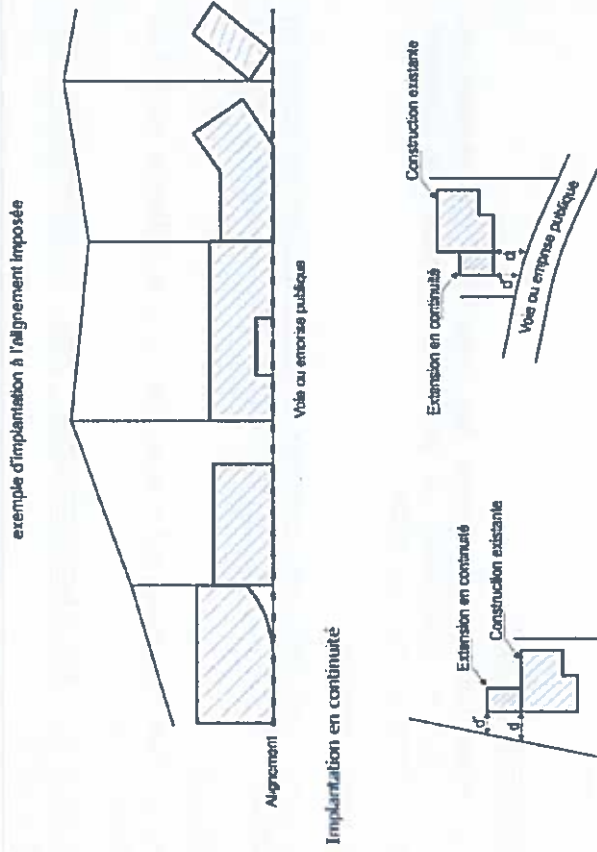 exemple d'implantation à l'alignement imposée
Alignement
Voie ou emprise publique
Implantation en continuité
Extension en continuité
Construction existante
d'
d
Extension en continuité
Construction existante
d'
d
Voie ou emprise publique